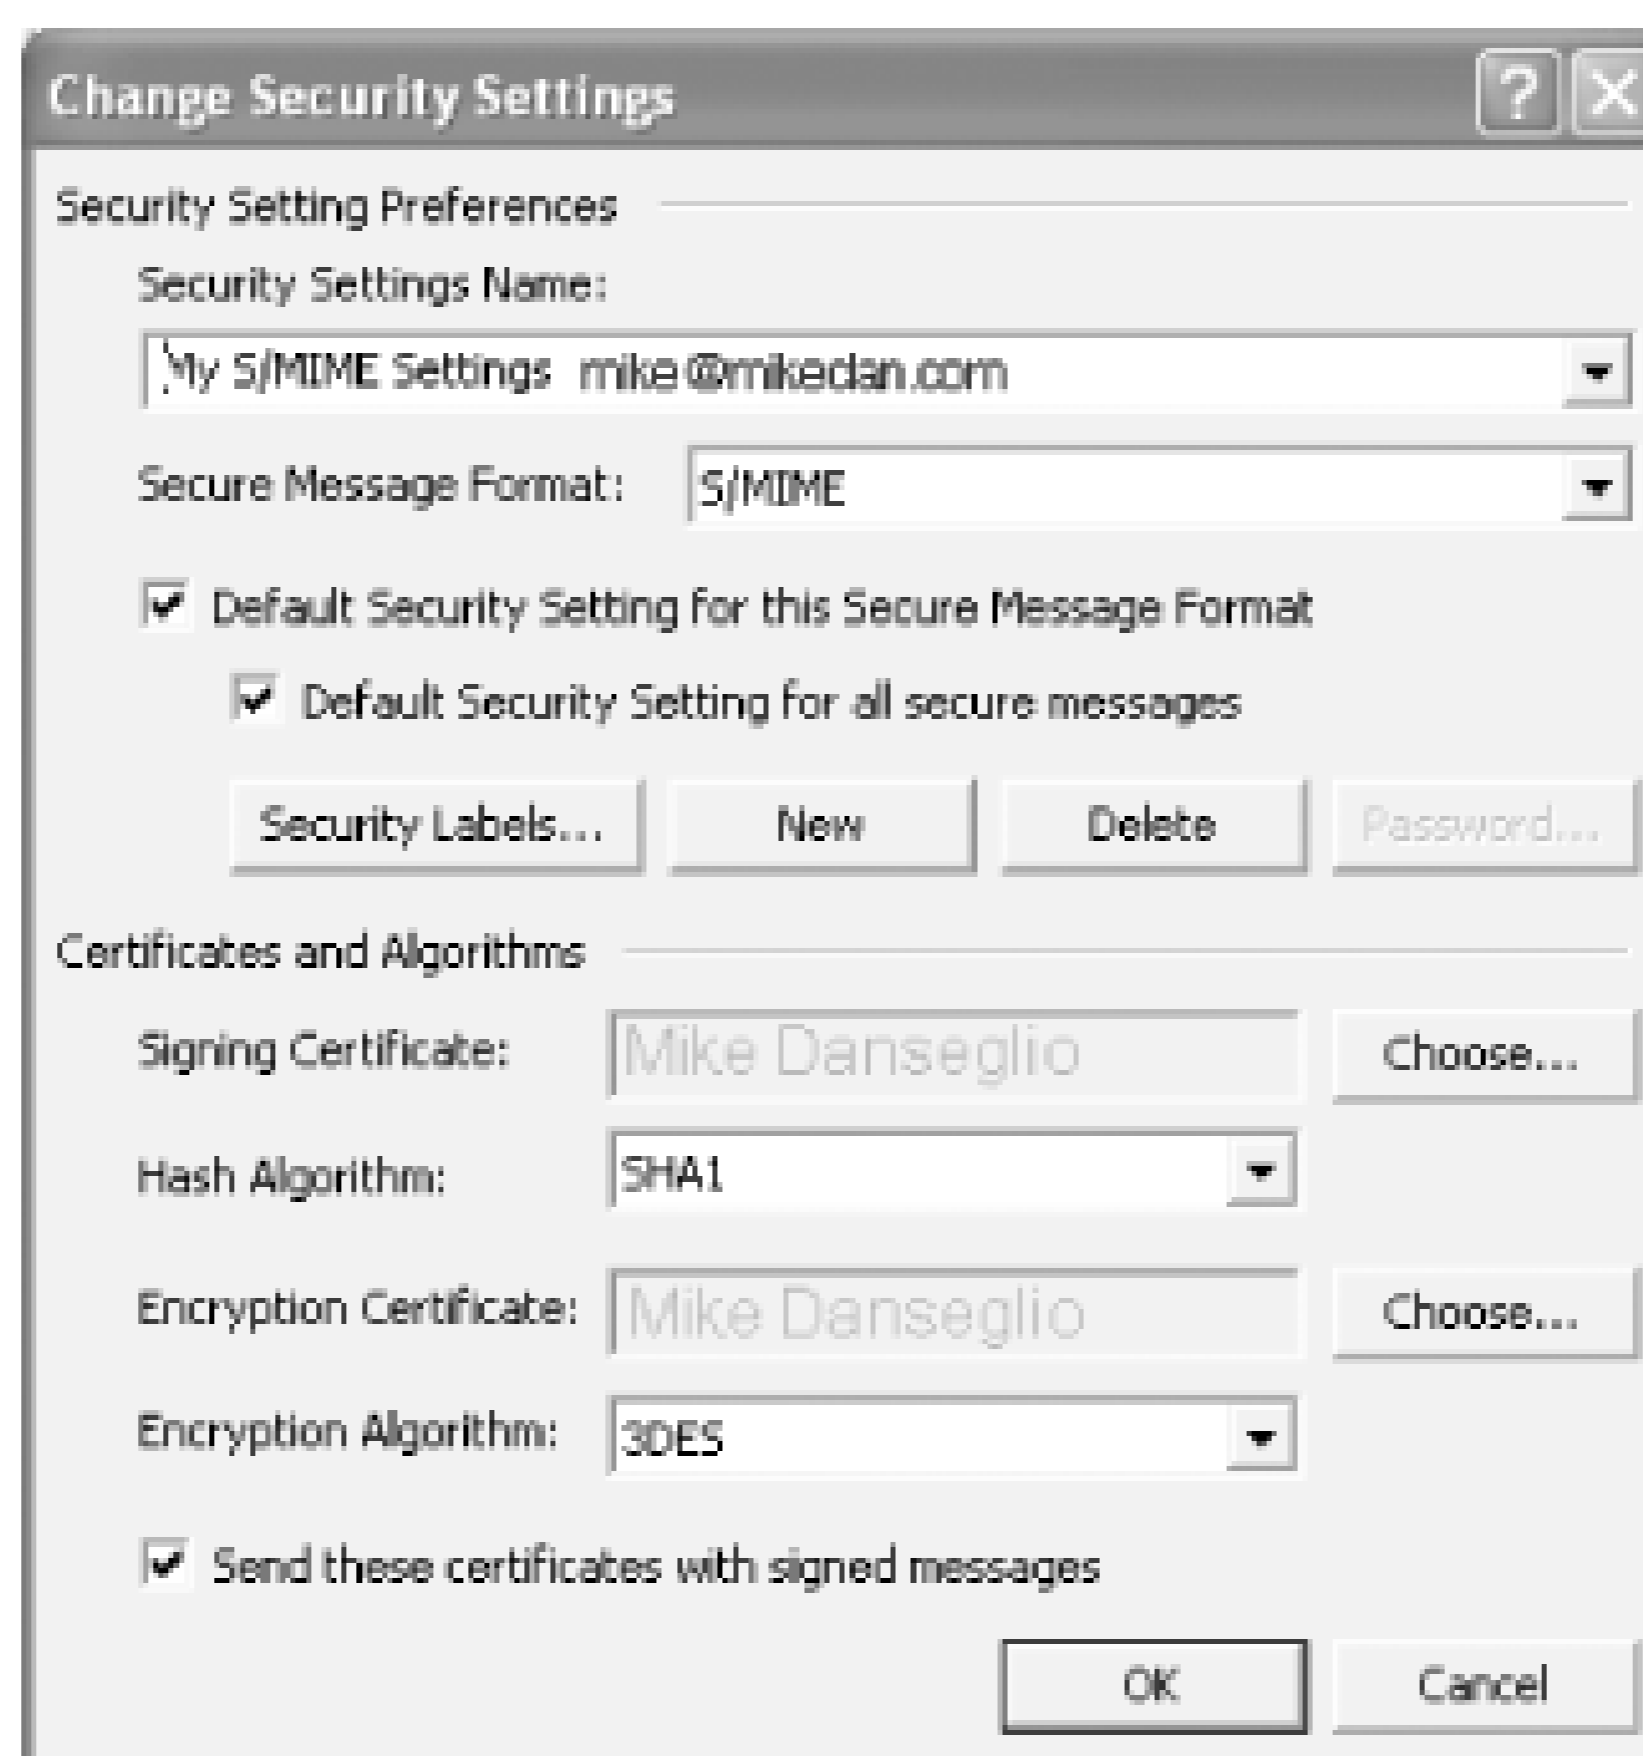 Change Security Settings
Security Setting Preferences
Security Settings Name:
My S/MIME Settings mike@mikedan.com
Secure Message Format: S/MIME
Default Security Setting for this Secure Message Format
Default Security Setting for all secure messages
Security Labels... New Delete Password...
Certificates and Algorithms
Signing Certificate: Mike Danseglio Choose...
Hash Algorithm: SHA1
Encryption Certificate: Mike Danseglio Choose...
Encryption Algorithm: 3DES
Send these certificates with signed messages
OK Cancel